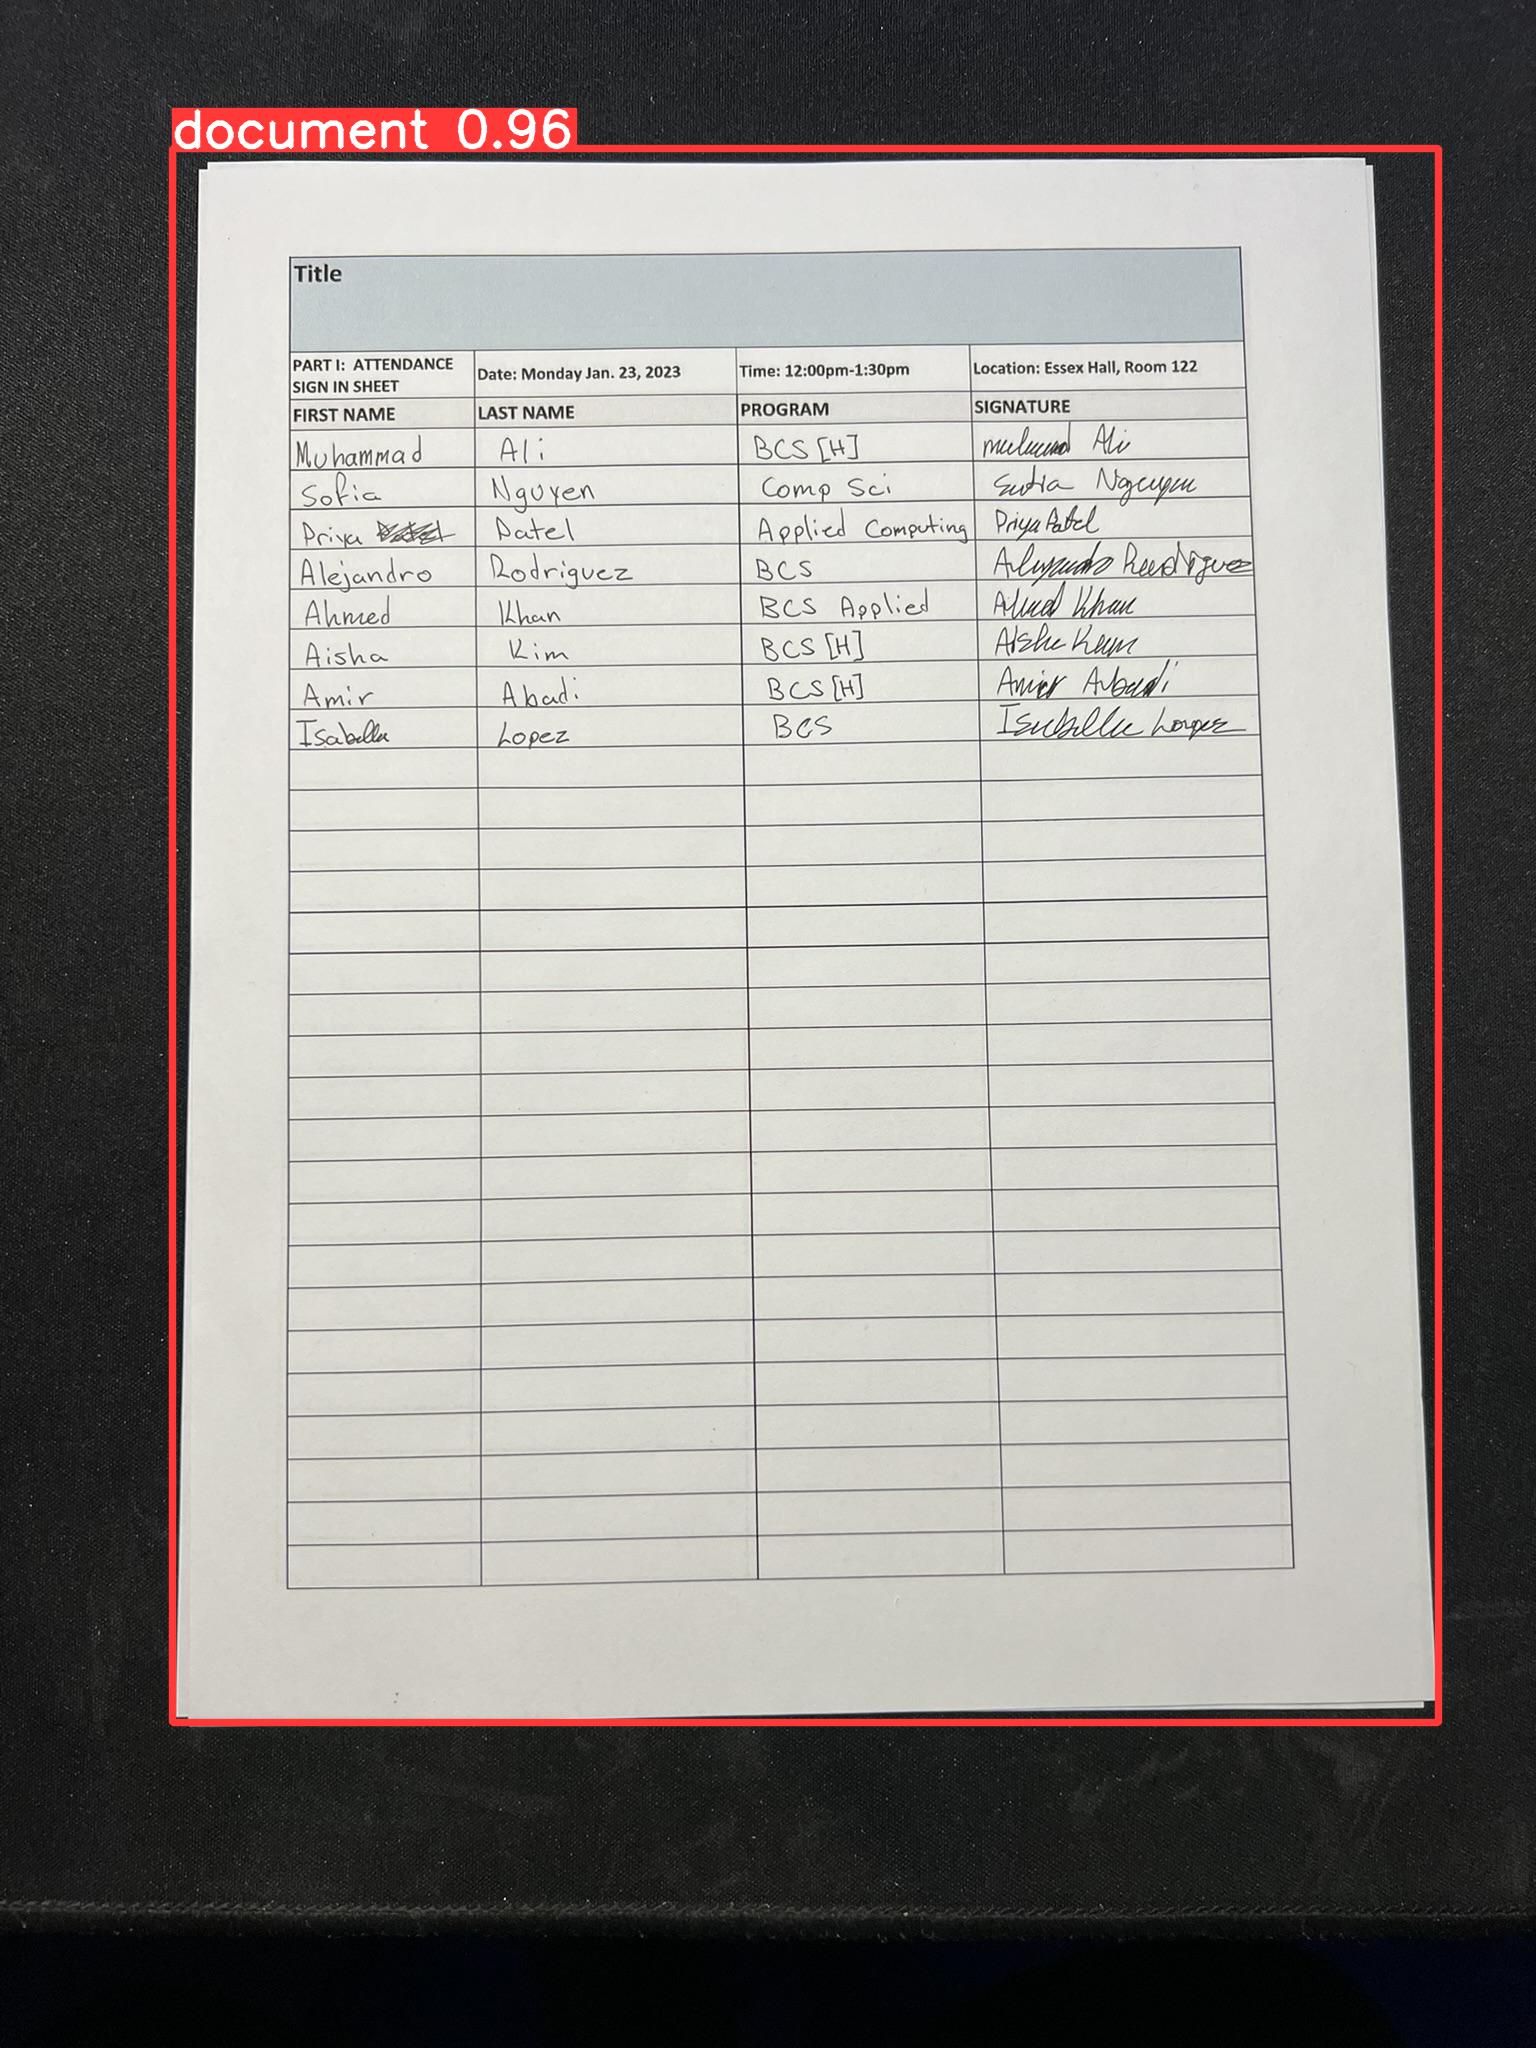 document 0.96
Title
PART I: ATTENDANCE SIGN IN SHEET Date: Monday Jan. 23, 2023 Time: 12:00pm-1:30pm Location: Essex Hall, Room 122
FIRST NAME LAST NAME PROGRAM SIGNATURE
Muhammad Ali BCS [H] Ali
Sofia Nguyen Comp Sci Sofia Nguyen
Priya Patel Applied Computing Priya Patel
Alejandro Rodriguez BCS Alejandro Rodriguez
Ahmed Khan BCS Applied Ahmed Khan
Aisha Kim BCS [H] Aisha Kim
Amir Abadi BCS [H] Amir Abadi
Isabella Lopez BCS Isabella Lopez